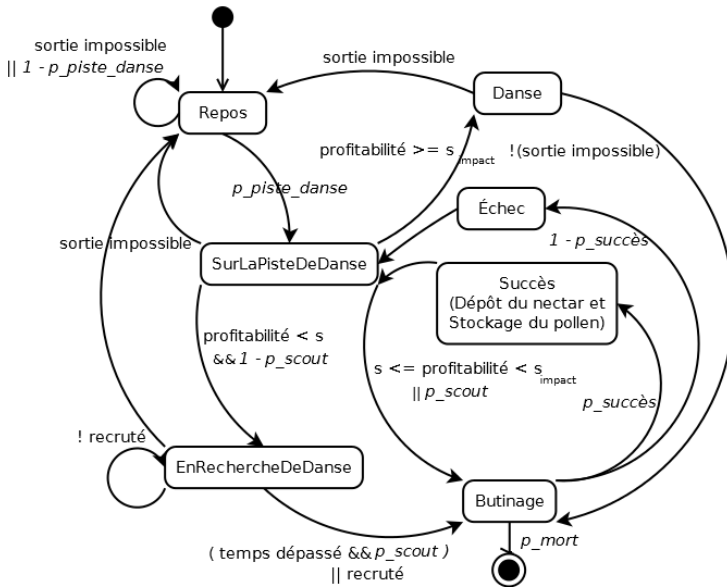 sortie impossible
|| 1 - p_piste_danse
Repos
sortie impossible
Danse
profitabilité >= s_impact
!(sortie impossible)
p_piste_danse
Échec
1 - p_succès
sortie impossible
SurLaPisteDeDanse
Succès
(Dépôt du nectar et
Stockage du pollen)
profitabilité < s
&& 1 - p_scout
s <= profitabilité < s_impact
|| p_scout
p_succès
! recruté
EnRechercheDeDanse
Butinage
p_mort
( temps dépassé && p_scout )
|| recruté